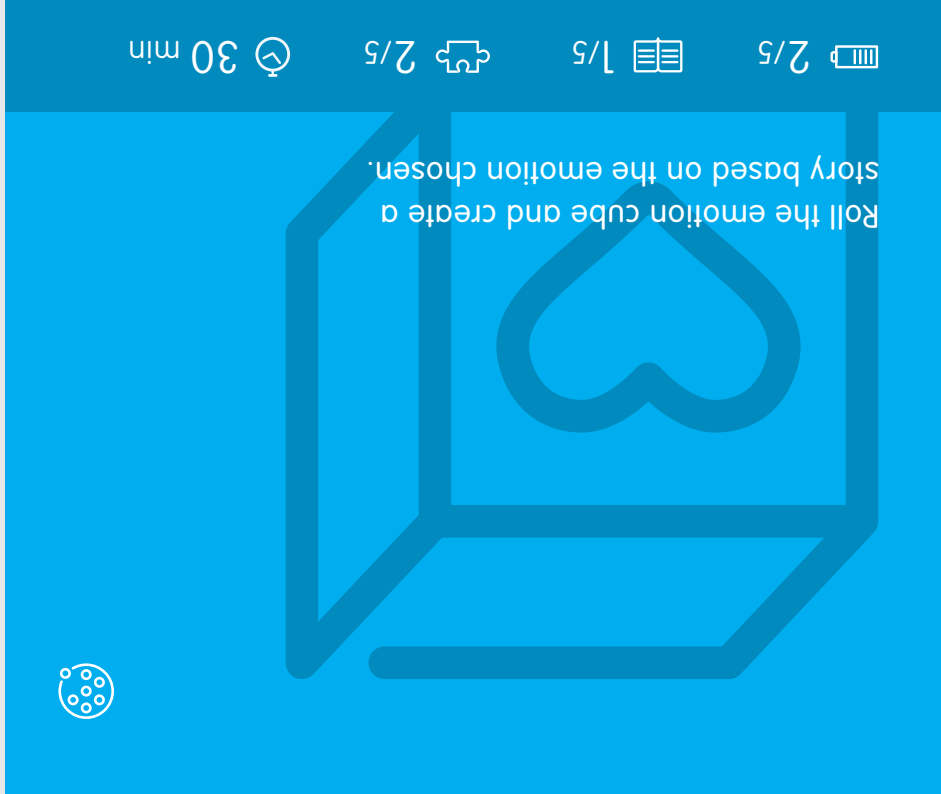 Roll the emotion cube and create a
story based on the emotion chosen.
2/5 1/5 2/5 30 min